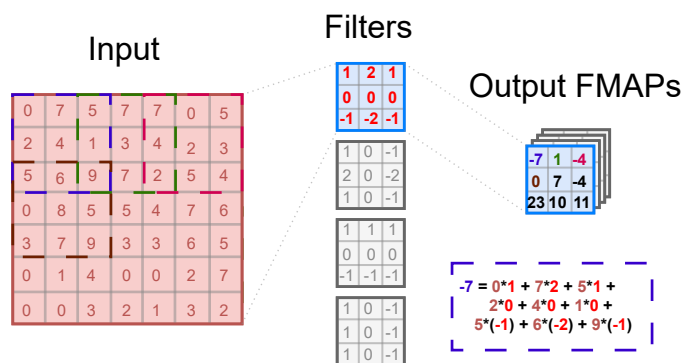 Input
0 7 5 7 7 0 5
2 4 1 3 4 2 3
5 6 9 7 2 5 4
0 8 5 5 4 7 6
3 7 9 3 3 6 5
0 1 4 0 0 2 7
0 0 3 2 1 3 2
Filters
1 2 1
0 0 0
-1 -2 -1
1 0 -1
2 0 -2
1 0 -1
1 1 1
0 0 0
-1 -1 -1
1 0 -1
1 0 -1
1 0 -1
Output FMAPs
-7 1 -4
0 7 -4
23 10 11
-7 = 0*1 + 7*2 + 5*1 +
2*0 + 4*0 + 1*0 +
5*(-1) + 6*(-2) + 9*(-1)